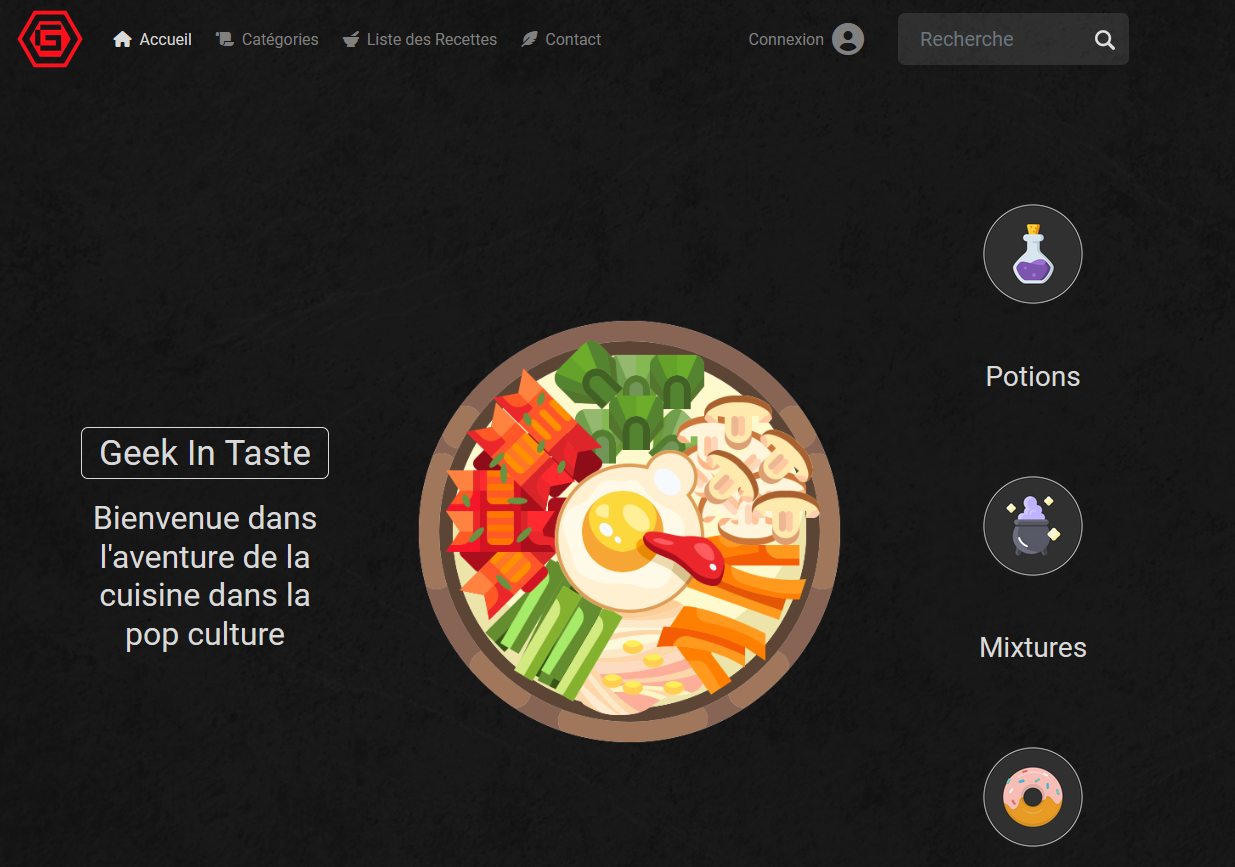 Accueil
Catégories
Liste des Recettes
Contact
Connexion
Recherche
Geek In Taste
Bienvenue dans
l'aventure de la
cuisine dans la
pop culture
Potions
Mixtures